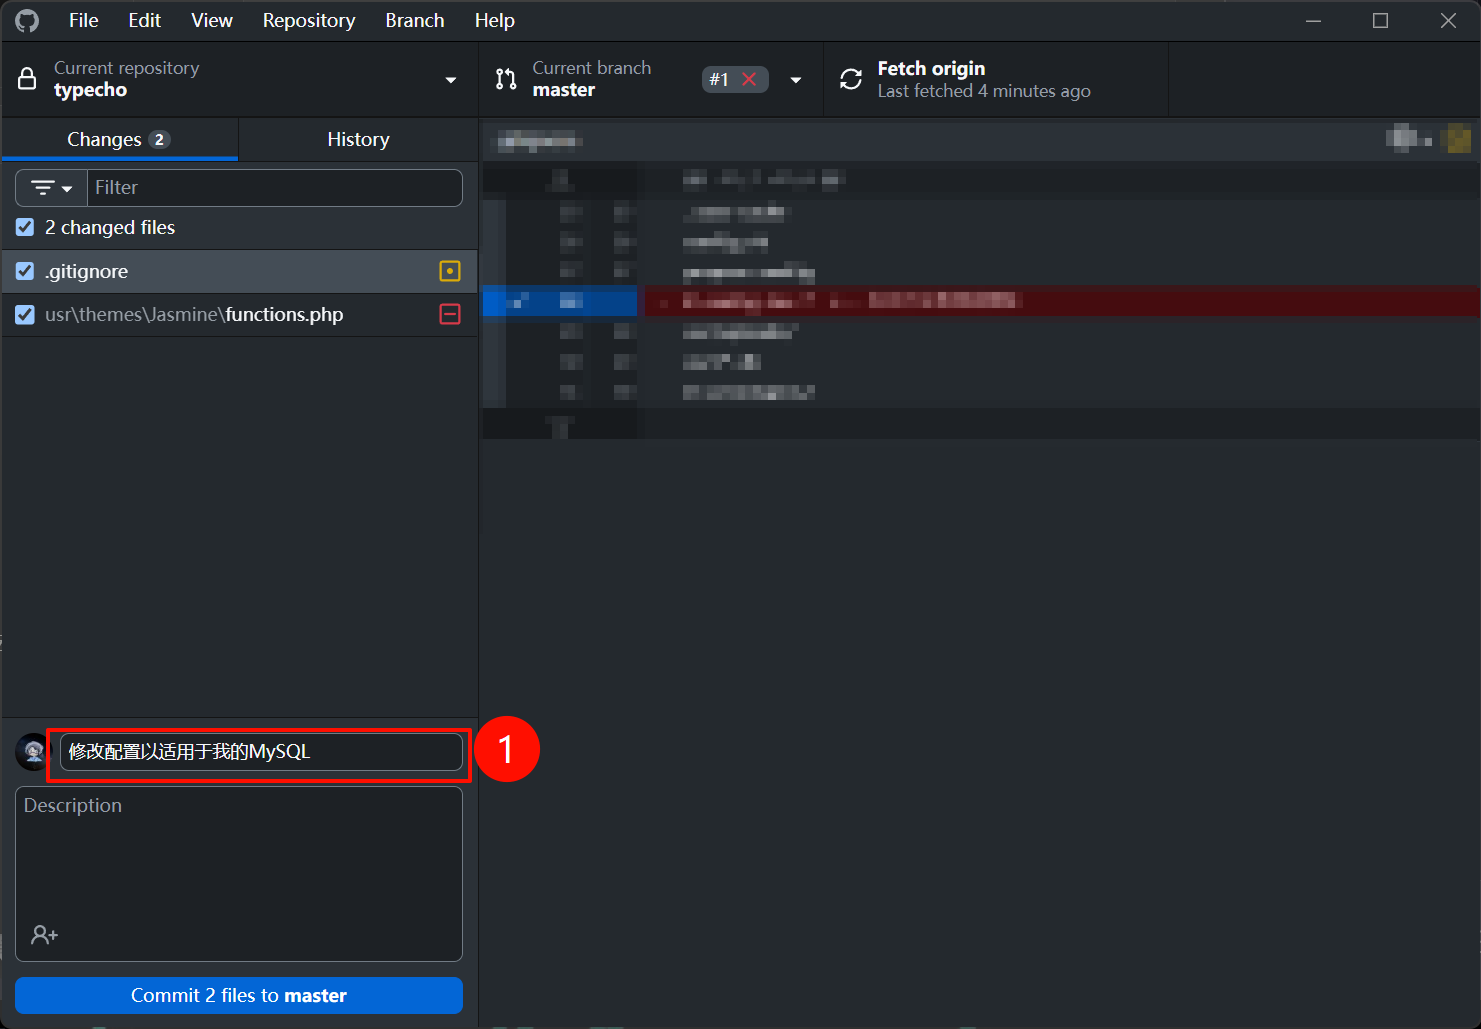 File Edit View Repository Branch Help
Current repository
typecho
Current branch
master
#1
Fetch origin
Last fetched 4 minutes ago
Changes 2
History
Filter
2 changed files
.gitignore
usr\themes\Jasmine\functions.php
修改配置以适用于我的MySQL
1
Description
Commit 2 files to master